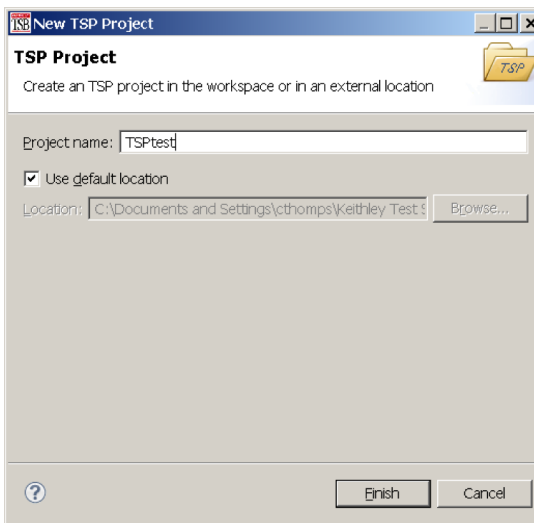 TSB New TSP Project
TSP Project
TSP
Create an TSP project in the workspace or in an external location
Project name: TSPtest
Use default location
Location: C:\Documents and Settings\cthomps\Keithley Test S
Browse...
Finish Cancel